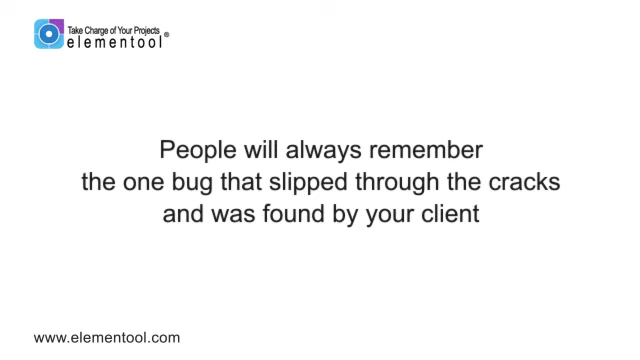 Take Charge of Your Projects
elementool®
People will always remember
the one bug that slipped through the cracks
and was found by your client
www.elementool.com